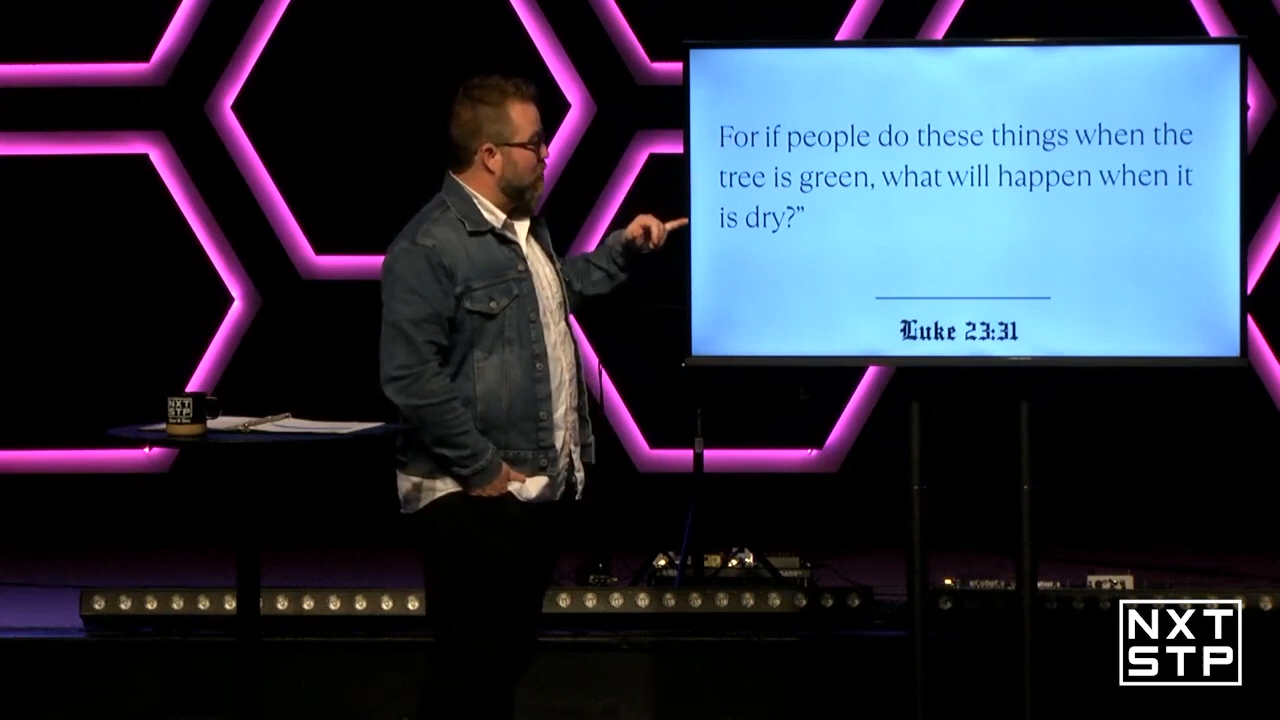 For if people do these things when the
tree is green, what will happen when it
is dry?”
Luke 23:31
NXT
STP
NXT
STP